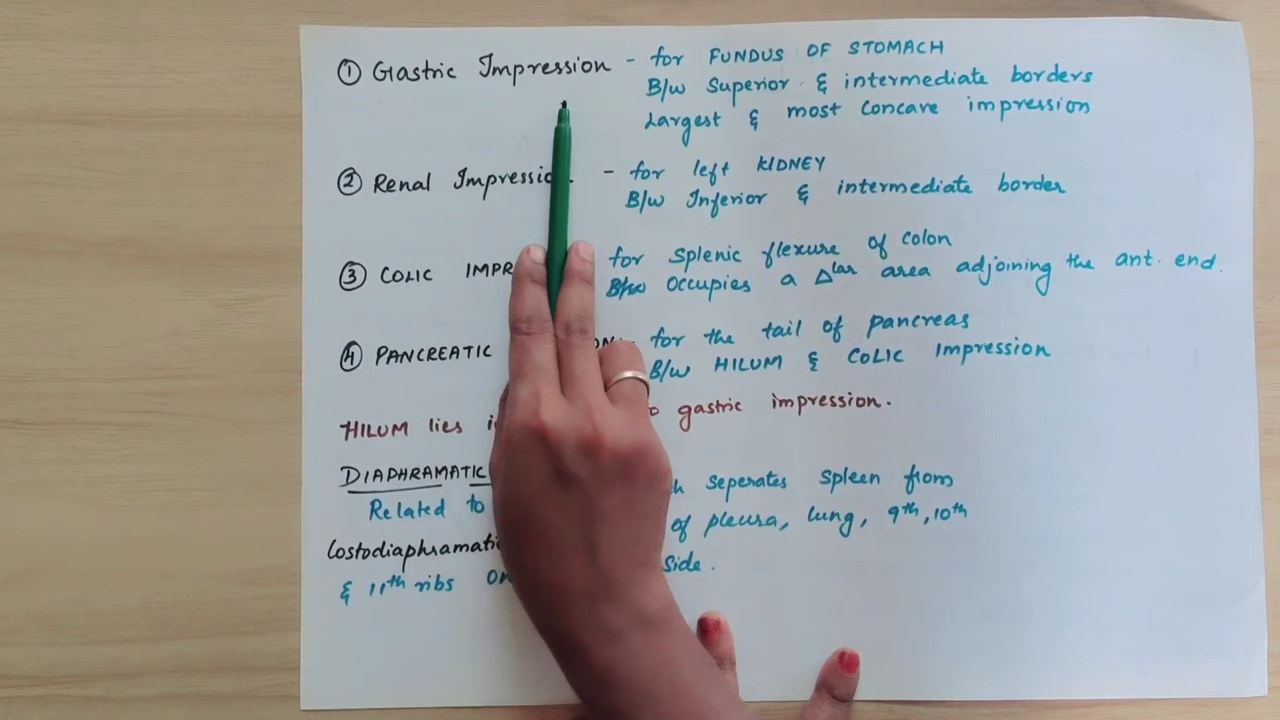 ① Gastric Impression - for FUNDUS OF STOMACH
B/w Superior & intermediate borders
Largest & most concave impression
② Renal Impression - for left KIDNEY
B/w Inferior & intermediate border
③ COLIC IMPR for splenic flexure of colon
Occupies a Δlar area adjoining the ant. end.
④ PANCREATIC - for the tail of pancreas
B/w HILUM & COLIC Impression
HILUM lies gastric impression.
DIAPHRAMATIC seperates spleen from
Related to of pleura, lung, 9th, 10th
Costodiaphramati
& 11th ribs on side.